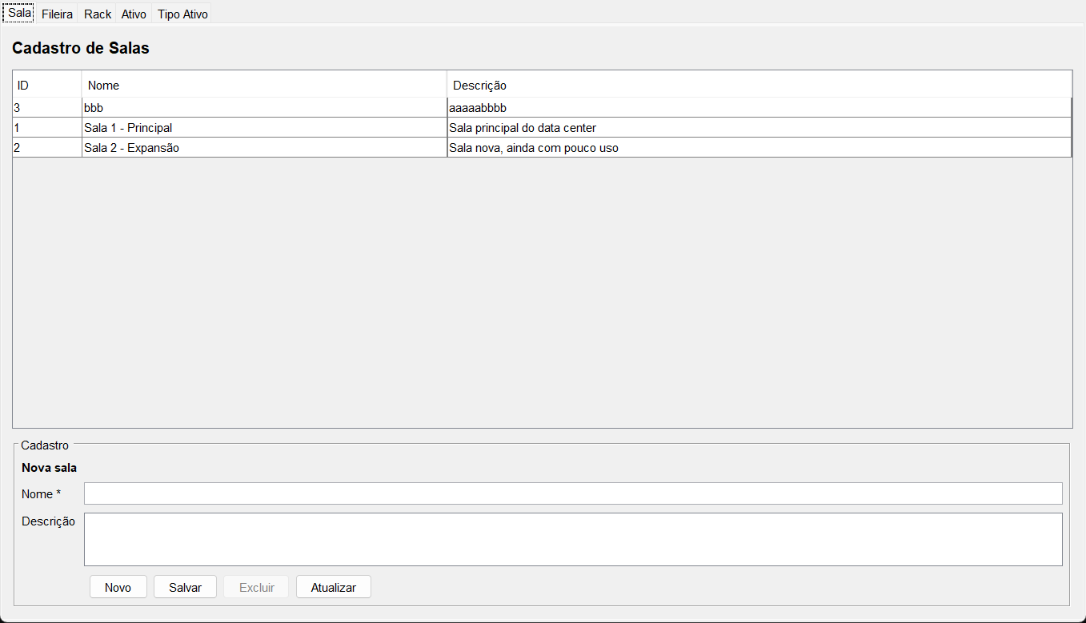 Sala Fileira Rack Ativo Tipo Ativo
Cadastro de Salas
ID Nome Descrição
3 bbb aaaaabbbb
1 Sala 1 - Principal Sala principal do data center
2 Sala 2 - Expansão Sala nova, ainda com pouco uso
Cadastro
Nova sala
Nome *
Descrição
Novo Salvar Excluir Atualizar